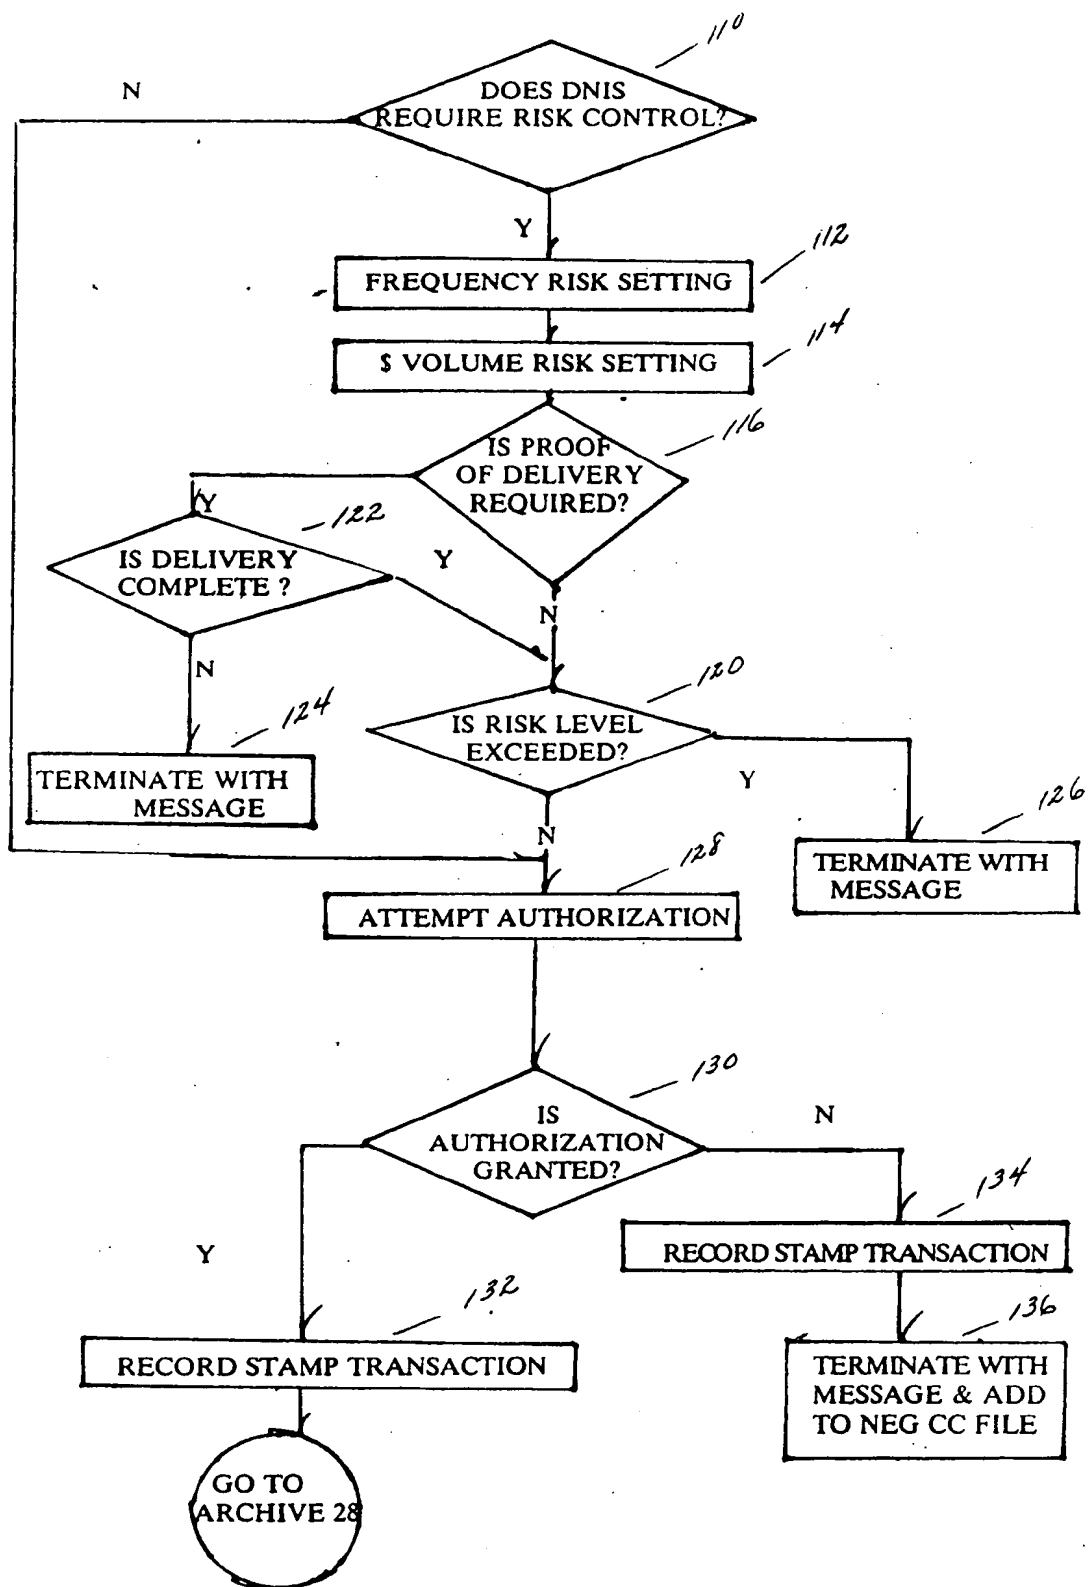 110
DOES DNIS
REQUIRE RISK CONTROL?
N
Y
112
FREQUENCY RISK SETTING
114
$ VOLUME RISK SETTING
116
IS PROOF
OF DELIVERY
REQUIRED?
Y
122
IS DELIVERY
COMPLETE ?
Y
N
N
120
IS RISK LEVEL
EXCEEDED?
124
TERMINATE WITH
MESSAGE
Y
N
126
TERMINATE WITH
MESSAGE
128
ATTEMPT AUTHORIZATION
130
IS
AUTHORIZATION
GRANTED?
N
134
RECORD STAMP TRANSACTION
Y
132
RECORD STAMP TRANSACTION
136
TERMINATE WITH
MESSAGE & ADD
TO NEG CC FILE
GO TO
ARCHIVE 28